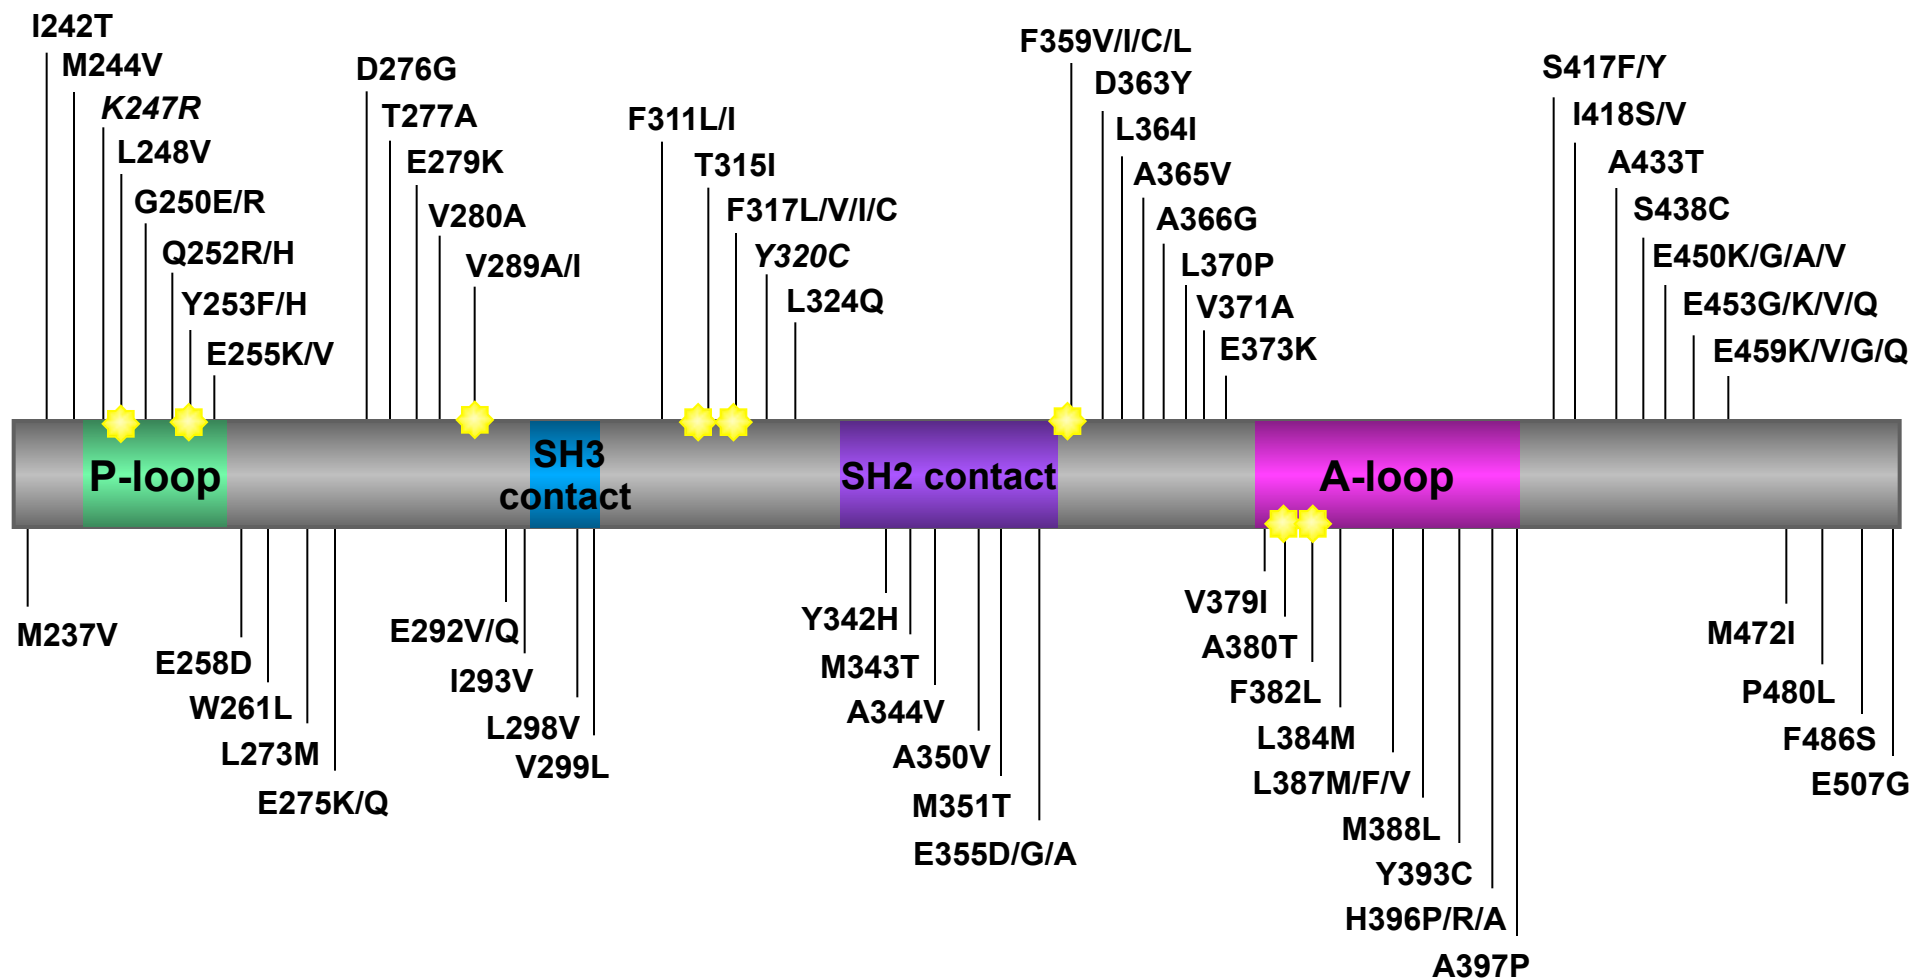 I242T
M244V
K247R
L248V
G250E/R
Q252R/H
Y253F/H
E255K/V
D276G
T277A
E279K
V280A
V289A/I
F311L/I
T315I
F317L/V/I/C
Y320C
L324Q
F359V/I/C/L
D363Y
L364I
A365V
A366G
L370P
V371A
E373K
S417F/Y
I418S/V
A433T
S438C
E450K/G/A/V
E453G/K/V/Q
E459K/V/G/Q
P-loop
SH3
contact
SH2 contact
A-loop
M237V
E258D
W261L
L273M
E275K/Q
E292V/Q
I293V
L298V
V299L
Y342H
M343T
A344V
A350V
M351T
E355D/G/A
V379I
A380T
F382L
L384M
L387M/F/V
M388L
Y393C
H396P/R/A
A397P
M472I
P480L
F486S
E507G